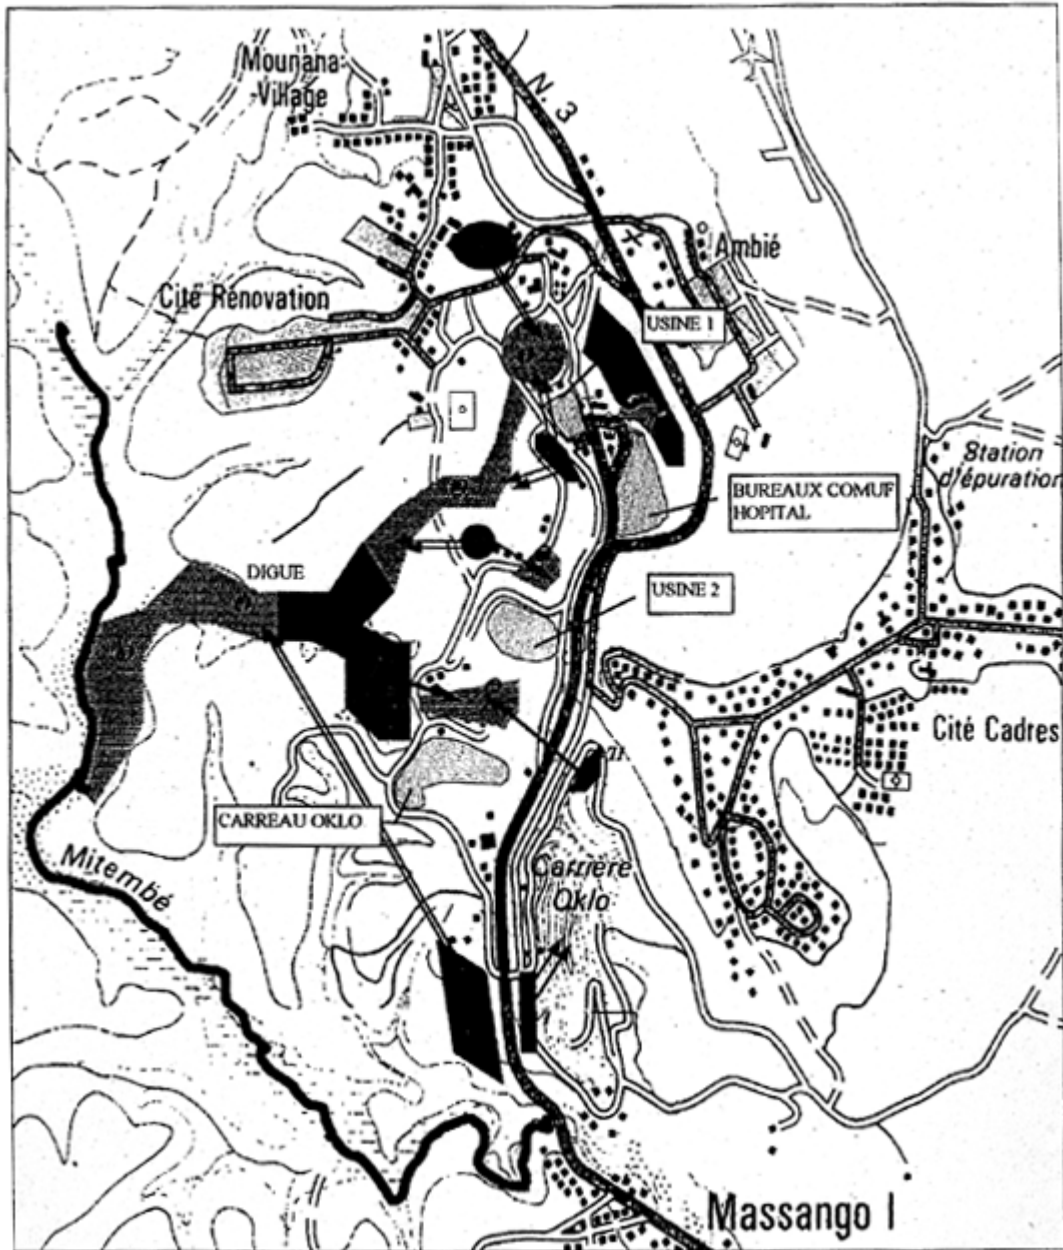 Mounana
Village
N 3
Ambié
Cité Rénovation
USINE 1
Station
d'épuration
BUREAUX COMUF
HOPITAL
DIGUE
USINE 2
Cité Cadres
CARREAU OKLO
Mitembé
Carrière
Oklo
Massango I